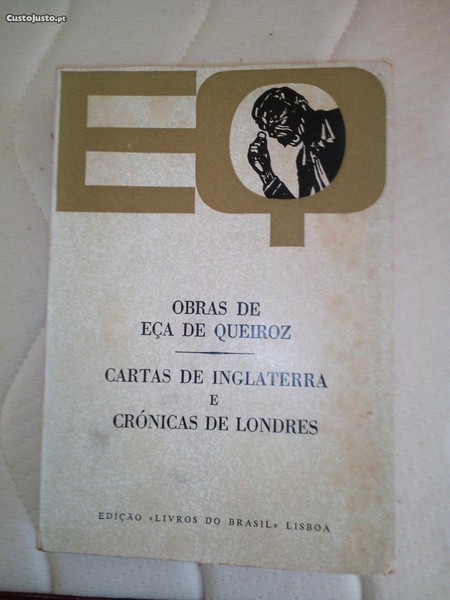 CustoJusto.pt
EQ
OBRAS DE
EÇA DE QUEIROZ
CARTAS DE INGLATERRA
E
CRÓNICAS DE LONDRES
EDIÇÃO «LIVROS DO BRASIL» LISBOA